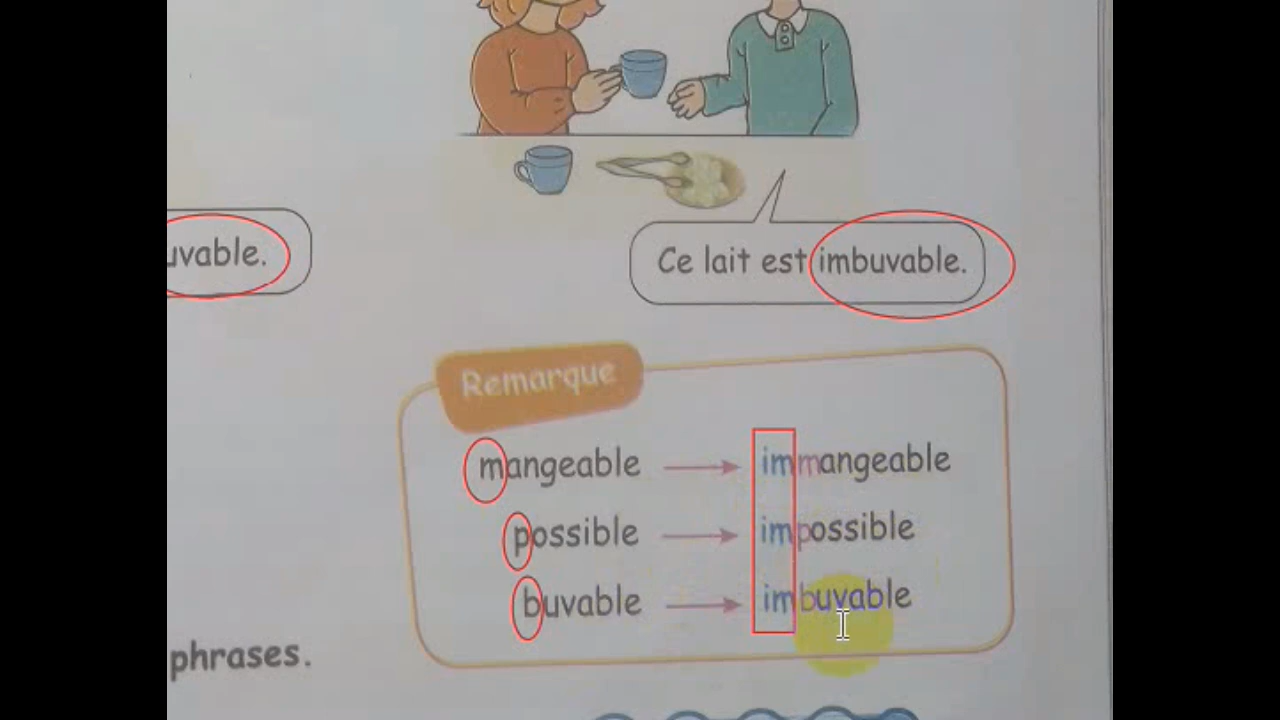 uvable.
Ce lait est imbuvable.
Remarque
mangeable → immangeable
possible → impossible
buvable → imbuvable
phrases.